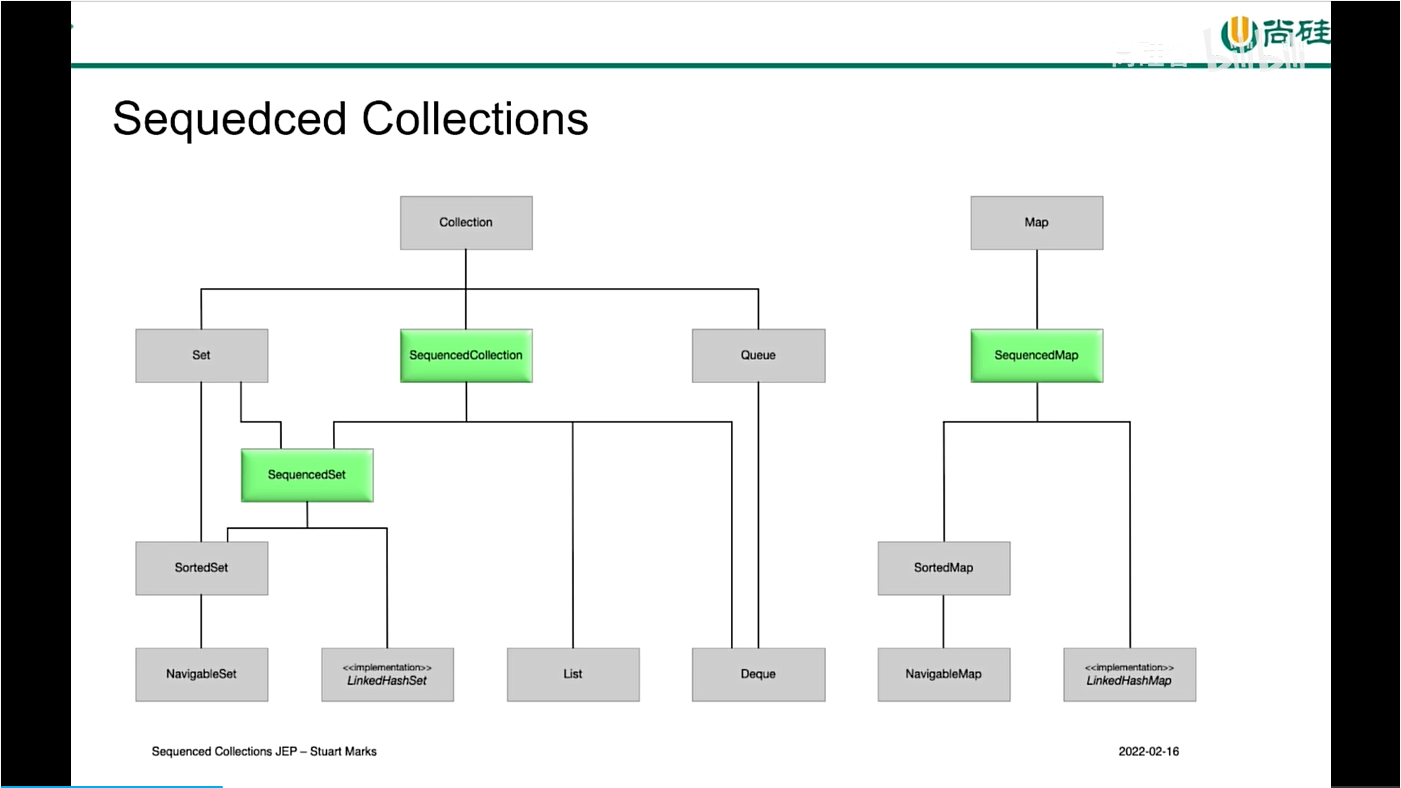 尚硅
bilibili
Sequedced Collections
Collection
Map
Set
SequencedCollection
Queue
SequencedMap
SequencedSet
SortedSet
SortedMap
NavigableSet
<<implementation>>
LinkedHashSet
List
Deque
NavigableMap
<<implementation>>
LinkedHashMap
Sequenced Collections JEP – Stuart Marks
2022-02-16